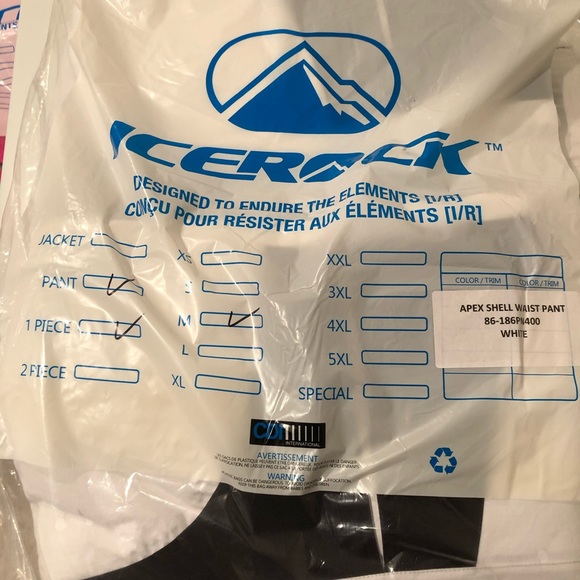 ICEROCK™
DESIGNED TO ENDURE THE ELEMENTS [I/R]
CONÇU POUR RÉSISTER AUX ÉLÉMENTS [I/R]
JACKET XS XXL
COLOR / TRIM COLOR / TRIM
PANT S 3XL
1 PIECE M 4XL
APEX SHELL WAIST PANT
WHITE
L 5XL
2 PIECE XL SPECIAL
INTERNATIONAL
AVERTISSEMENT
WARNING